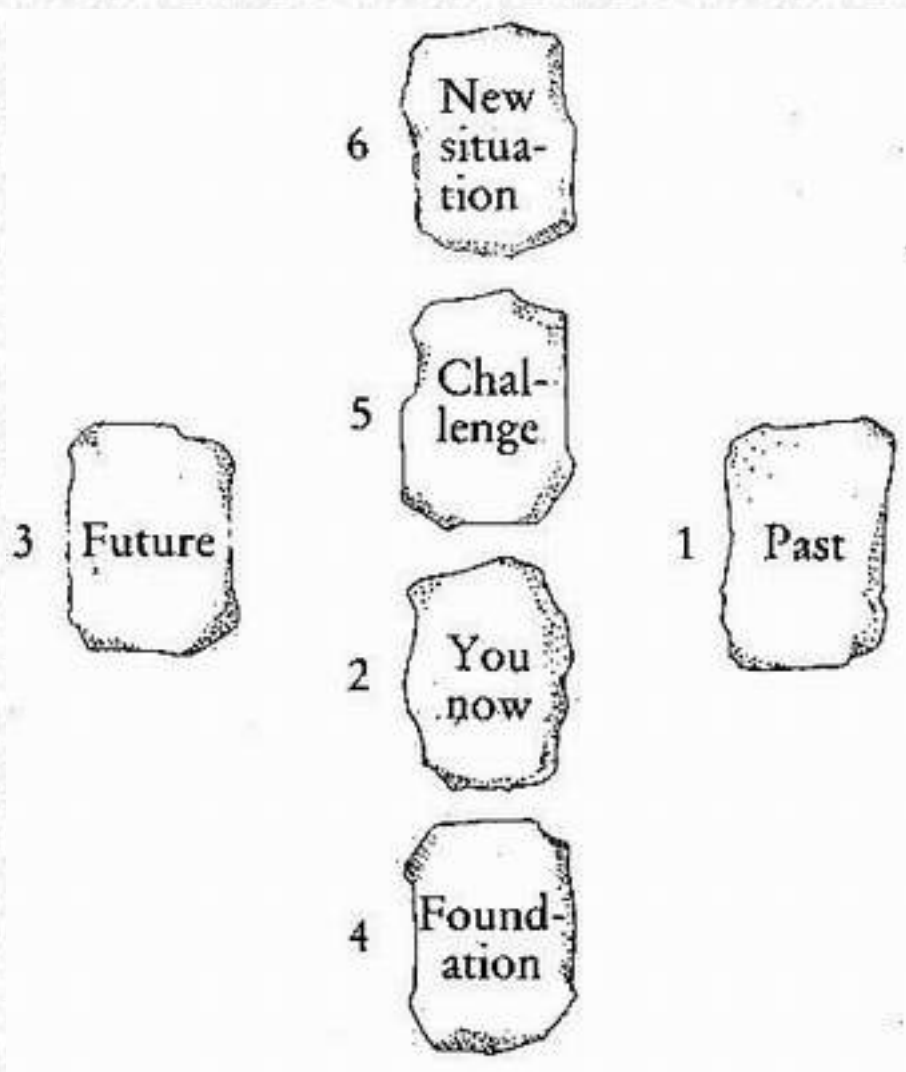 6
New
situa-
tion
5
Chal-
lenge
3
Future
1
Past
2
You
now
4
Found-
ation